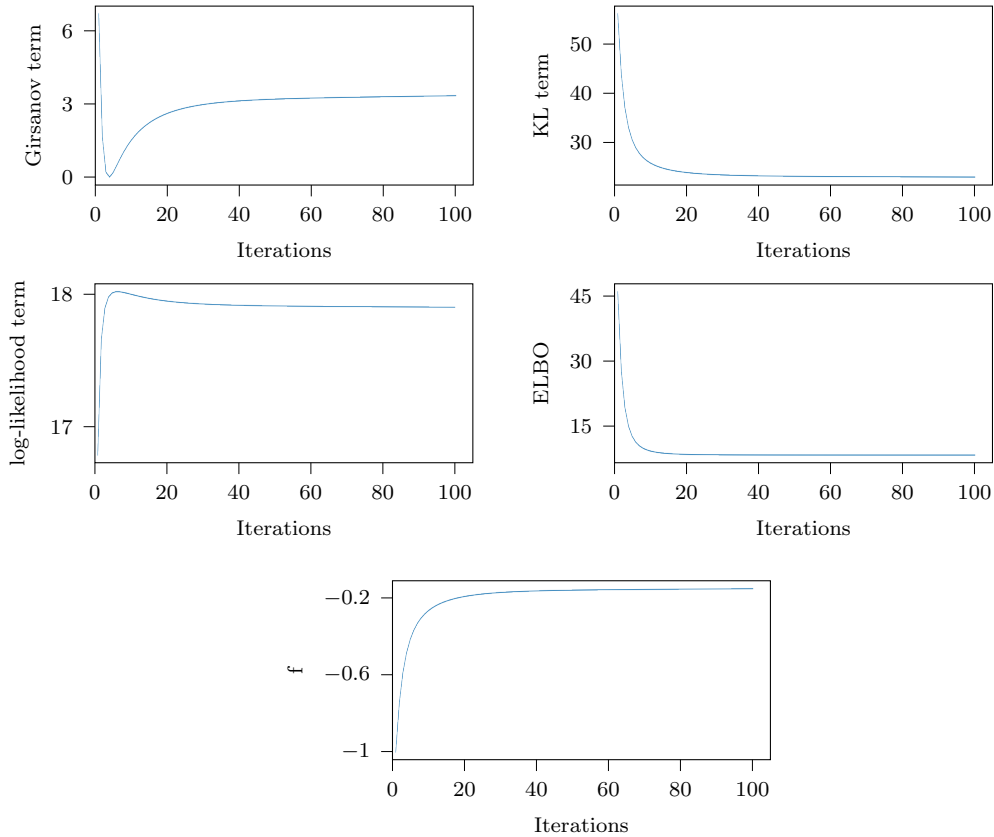 Girsanov term
6
3
0
0 20 40 60 80 100
Iterations
KL term
50
40
30
0 20 40 60 80 100
Iterations
log-likelihood term
18
17
0 20 40 60 80 100
Iterations
ELBO
45
30
15
0 20 40 60 80 100
Iterations
f
−0.2
−0.6
−1
0 20 40 60 80 100
Iterations